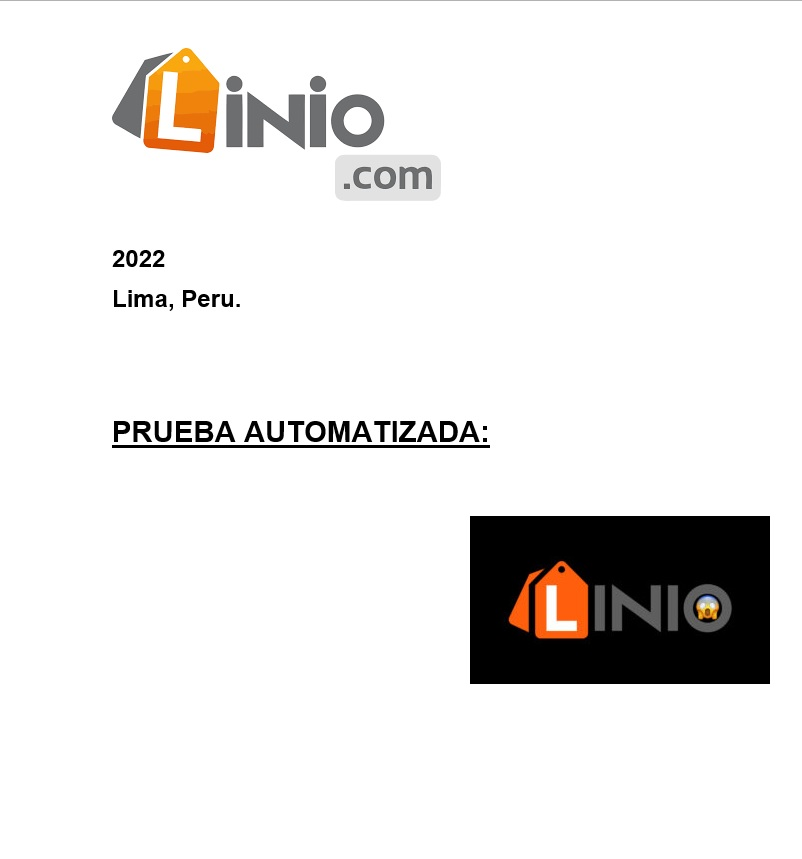 Linio
.com
2022
Lima, Peru.
PRUEBA AUTOMATIZADA:
LINIO